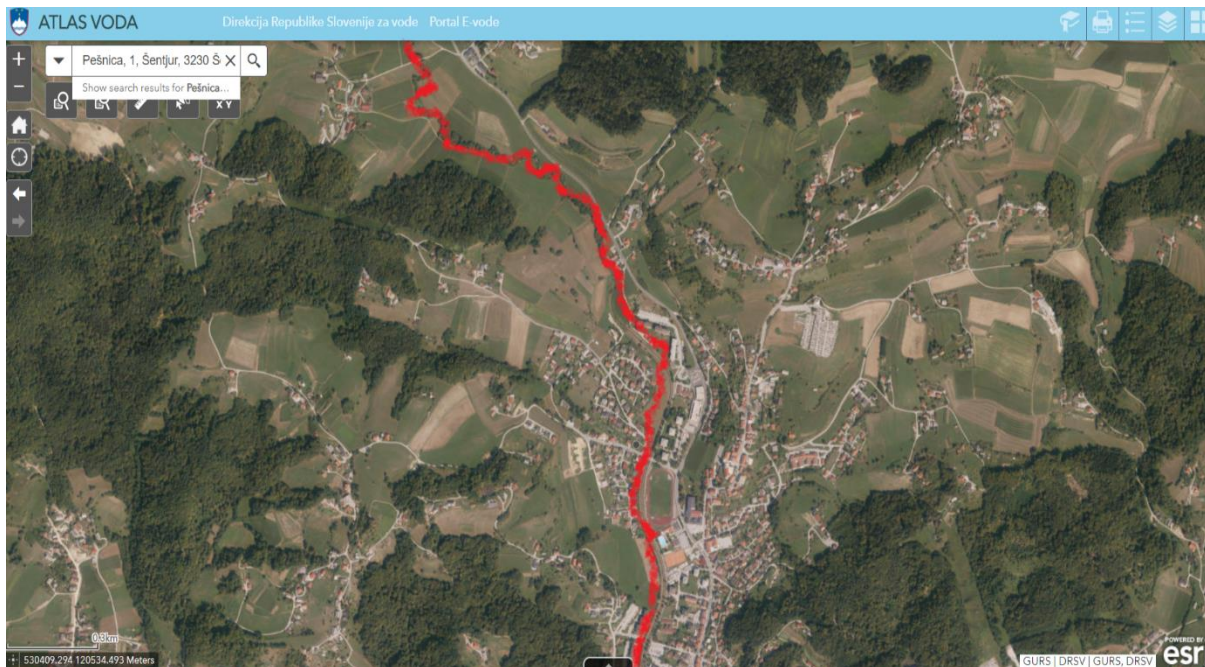 ATLAS VODA
Direkcija Republike Slovenije za vode Portal E-vode
+
Pešnica, 1, Šentjur, 3230 Š
Show search results for Pešnica...
−
X Y
0,3km
530409.294 120534.493 Meters
POWERED BY
esri
GURS | DRSV | GURS, DRSV